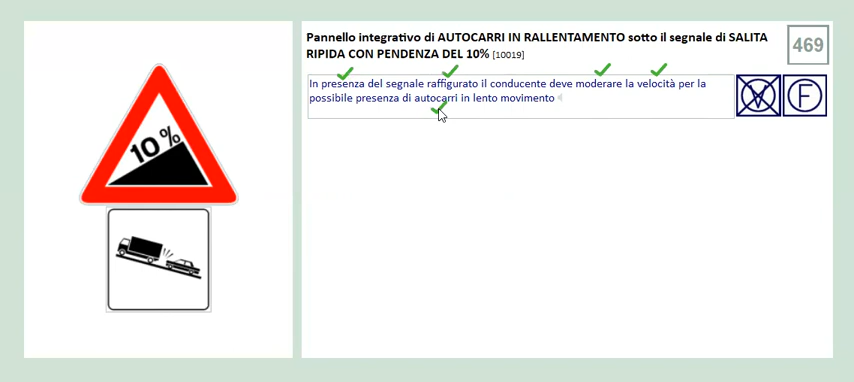 10%
Pannello integrativo di AUTOCARRI IN RALLENTAMENTO sotto il segnale di SALITA
RIPIDA CON PENDENZA DEL 10% [10019]
469
In presenza del segnale raffigurato il conducente deve moderare la velocità per la
possibile presenza di autocarri in lento movimento
V
F